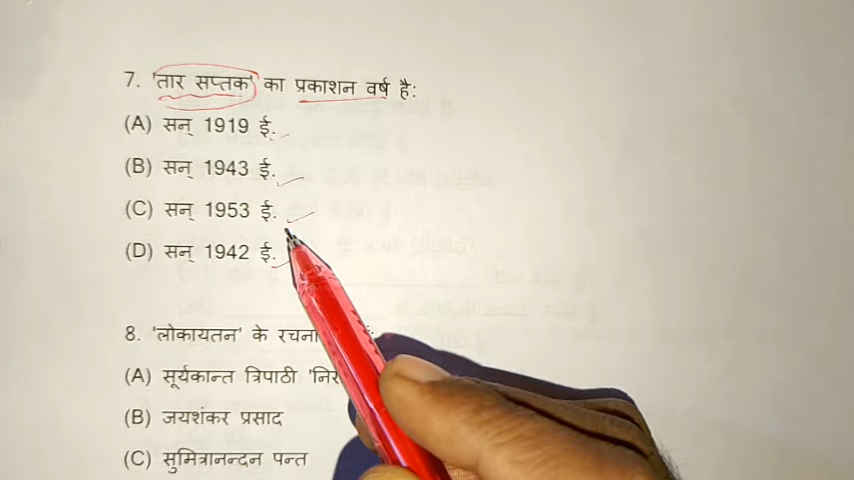 7. 'तार सप्तक' का प्रकाशन वर्ष है:
(A) सन् 1919 ई.
(B) सन् 1943 ई.
(C) सन् 1953 ई.
(D) सन् 1942 ई.
8. 'लोकायतन' के रचना
(A) सूर्यकान्त त्रिपाठी
(B) जयशंकर प्रसाद
(C) सुमित्रानन्दन पन्त